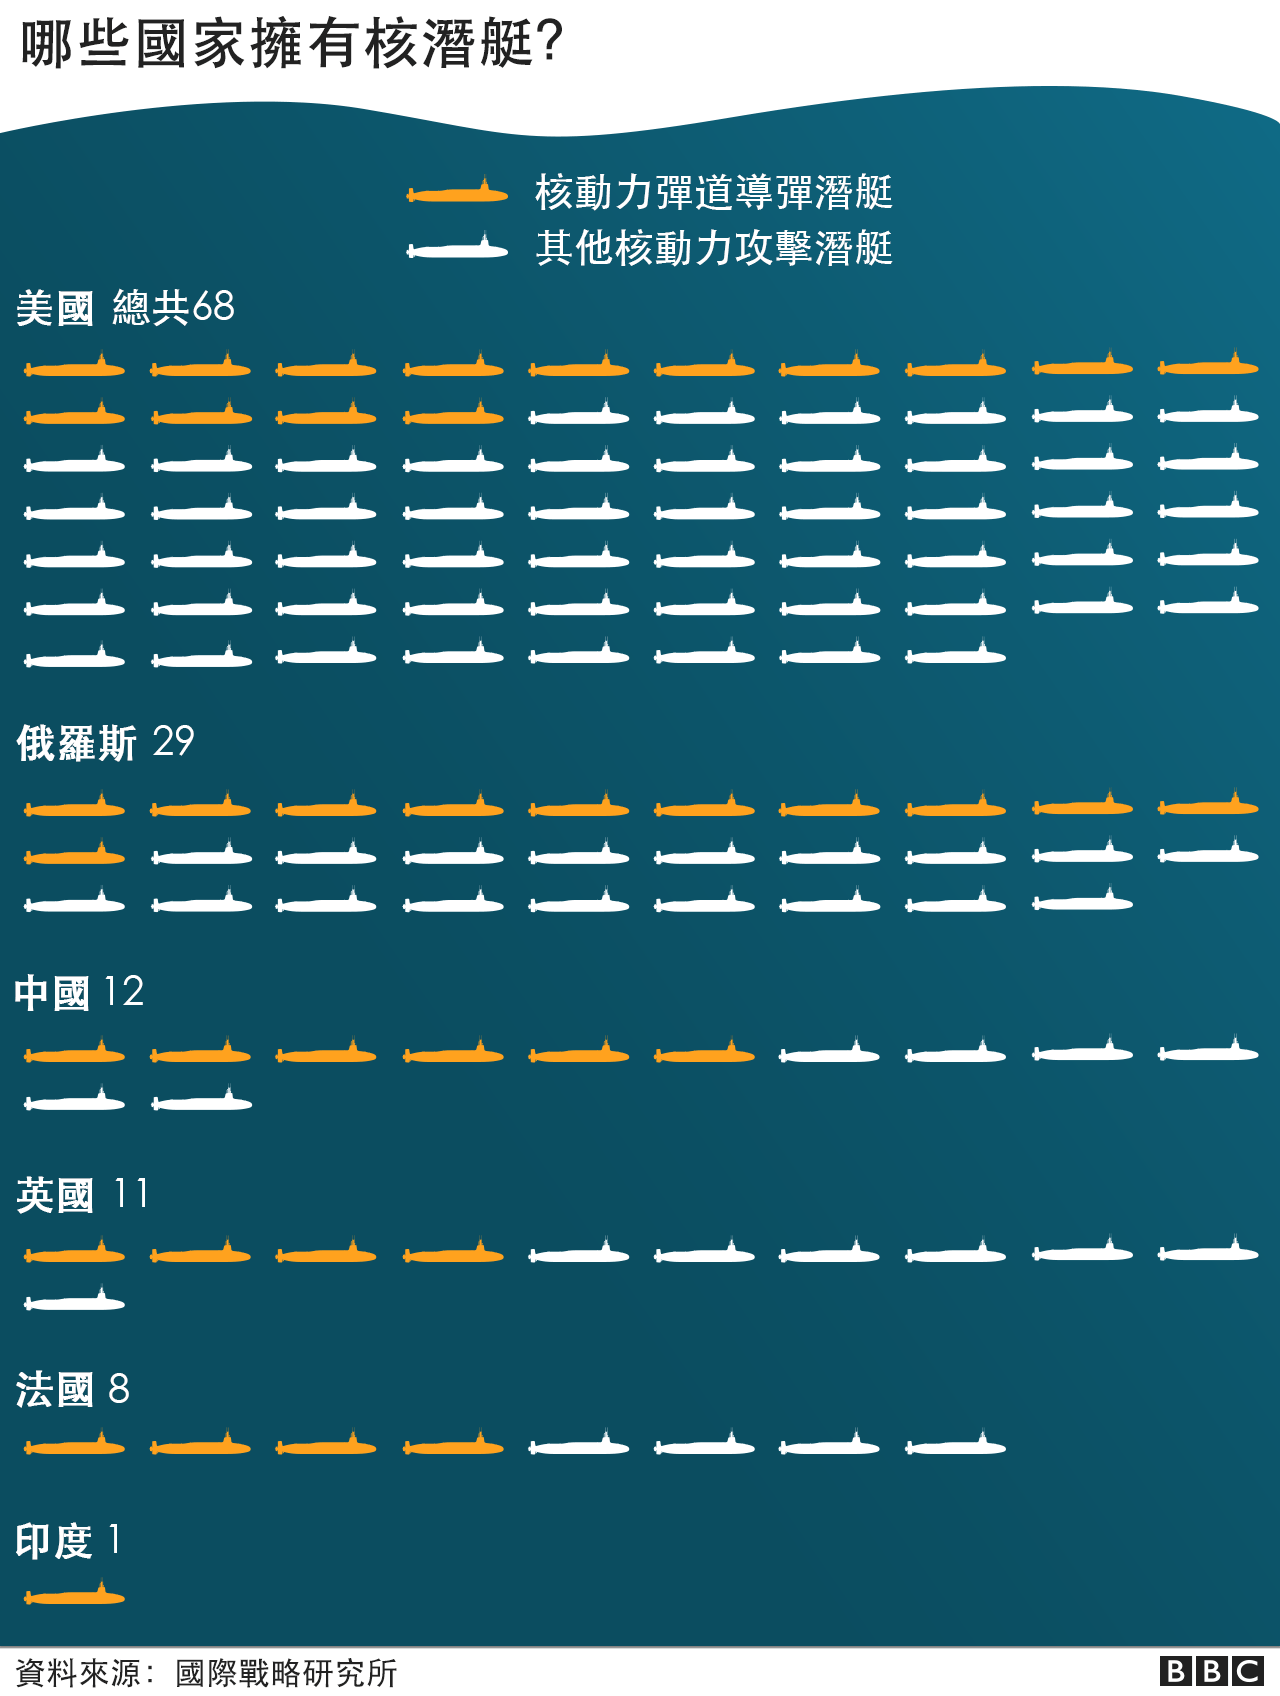 哪些國家擁有核潛艇?
核動力彈道導彈潛艇
其他核動力攻擊潛艇
美國 總共68
俄羅斯 29
中國 12
英國 11
法國 8
印度 1
資料來源：國際戰略研究所
BBC